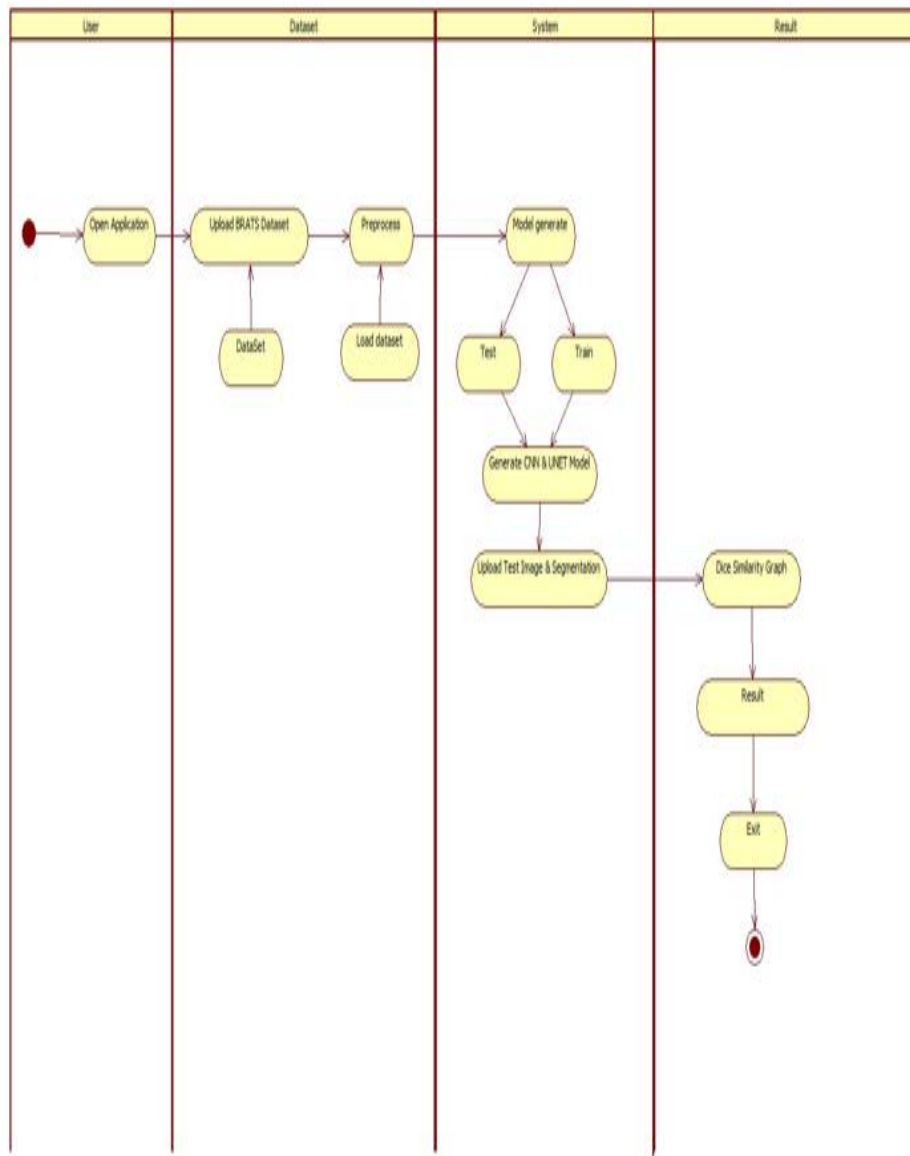 User
Dataset
System
Result
Open Application
Upload BRATS Dataset
Preprocess
Model generate
DataSet
Load dataset
Test
Train
Generate CNN & UNET Model
Upload Test Image & Segmentation
Dice Similarity Graph
Result
Exit